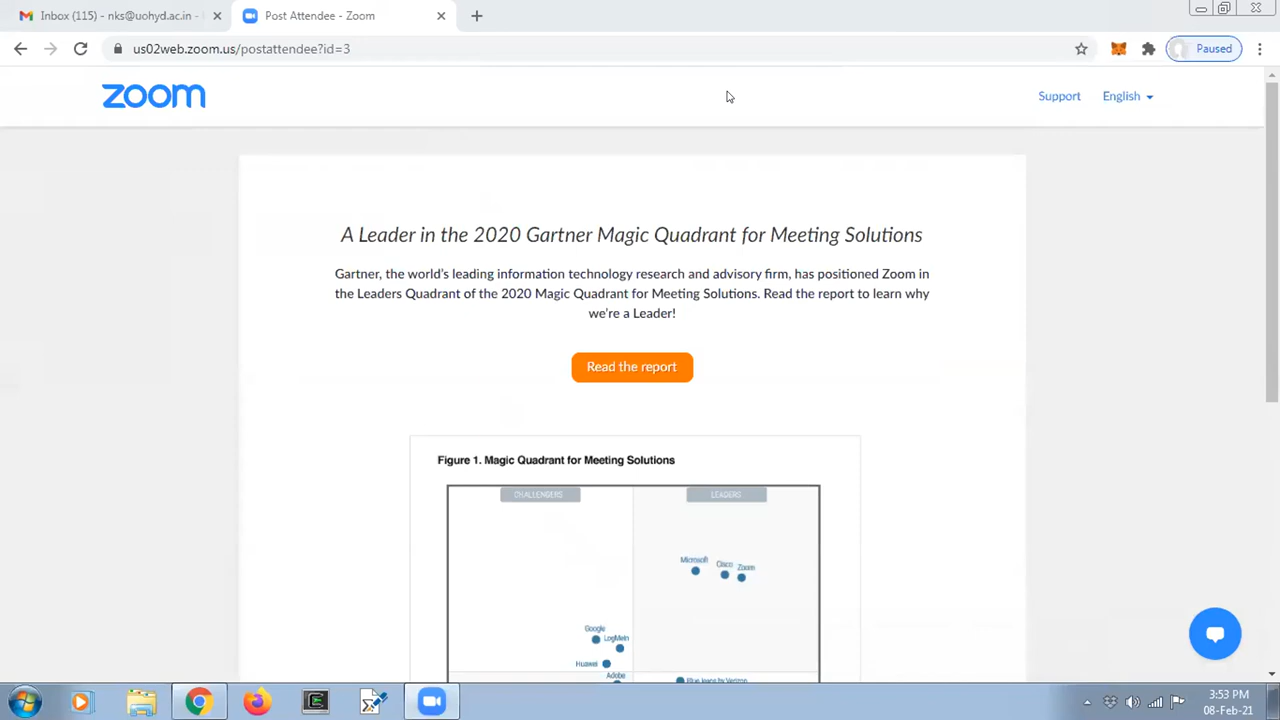 Inbox (115) - nks@uohyd.ac.in -
Post Attendee - Zoom
us02web.zoom.us/postattendee?id=3
Paused
zoom
Support
English
A Leader in the 2020 Gartner Magic Quadrant for Meeting Solutions
Gartner, the world's leading information technology research and advisory firm, has positioned Zoom in
the Leaders Quadrant of the 2020 Magic Quadrant for Meeting Solutions. Read the report to learn why
we're a Leader!
Read the report
Figure 1. Magic Quadrant for Meeting Solutions
CHALLENGERS
LEADERS
Microsoft
Cisco
Zoom
Google
LogMeIn
Huawei
Adobe
Blue Jeans by Verizon
3:53 PM
08-Feb-21